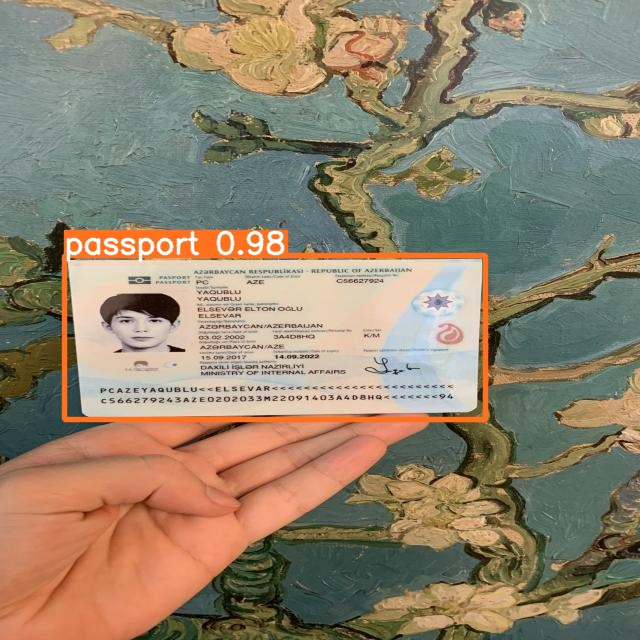 passport 0.98
AZƏRBAYCAN RESPUBLİKASI - REPUBLIC OF AZERBAIJAN
PASPORT
PASSPORT
PC AZE C56627924
YAQUBLU
YAQUBLU
ELSEVƏR ELTON OĞLU
ELSEVAR
AZƏRBAYCAN/AZERBAIJAN
03.02.2002 3A4D8HQ K/M
AZƏRBAYCAN/AZE
15.09.2017 14.09.2022
DAXİLİ İŞLƏR NAZİRLİYİ
MINISTRY OF INTERNAL AFFAIRS
PCAZEYAQUBLU<<ELSEVAR<<<<<<<<<<<<<<<<<<<<<<<
C566279243AZE0202033M22091403A4D8HQ<<<<<<<94